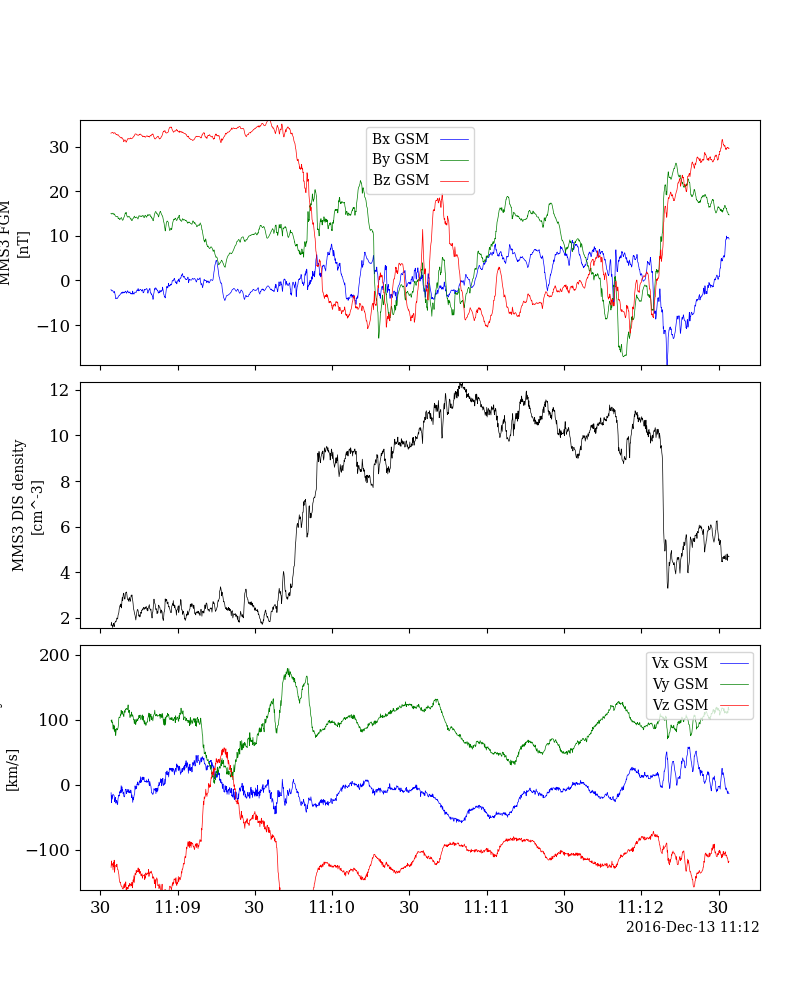 MMS3 FGM
[nT]
30
20
10
0
−10
Bx GSM
By GSM
Bz GSM
MMS3 DIS density
[cm^-3]
12
10
8
6
4
2
[km/s]
200
100
0
−100
Vx GSM
Vy GSM
Vz GSM
30 11:09 30 11:10 30 11:11 30 11:12 30
2016-Dec-13 11:12